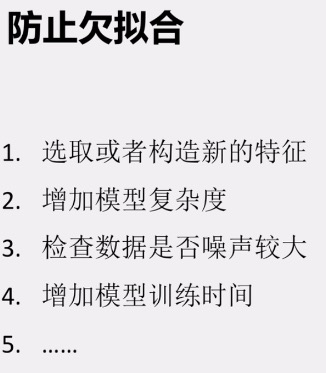 防止欠拟合
1. 选取或者构造新的特征
2. 增加模型复杂度
3. 检查数据是否噪声较大
4. 增加模型训练时间
5. ……